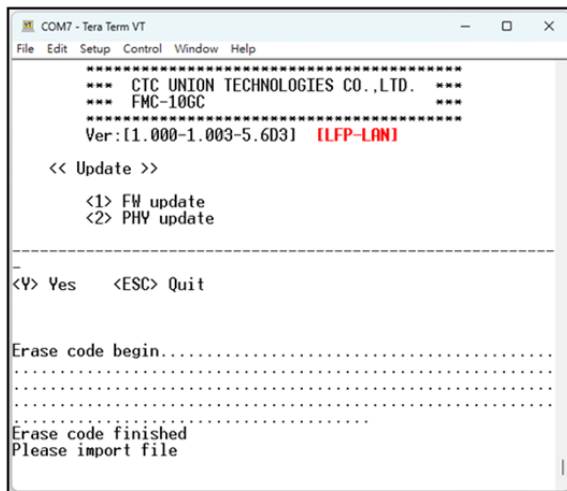 COM7 - Tera Term VT
File Edit Setup Control Window Help
*****************************************
*** CTC UNION TECHNOLOGIES CO.,LTD. ***
*** FMC-10GC ***
*****************************************
Ver:[1.000-1.003-5.6D3] [LFP-LAN]
<< Update >>
<1> FW update
<2> PHY update
-----------------------------------------------------------
_
<Y> Yes <ESC> Quit
Erase code begin...........................................
...........................................................
...........................................................
...........................................................
.......................................
Erase code finished
Please import file